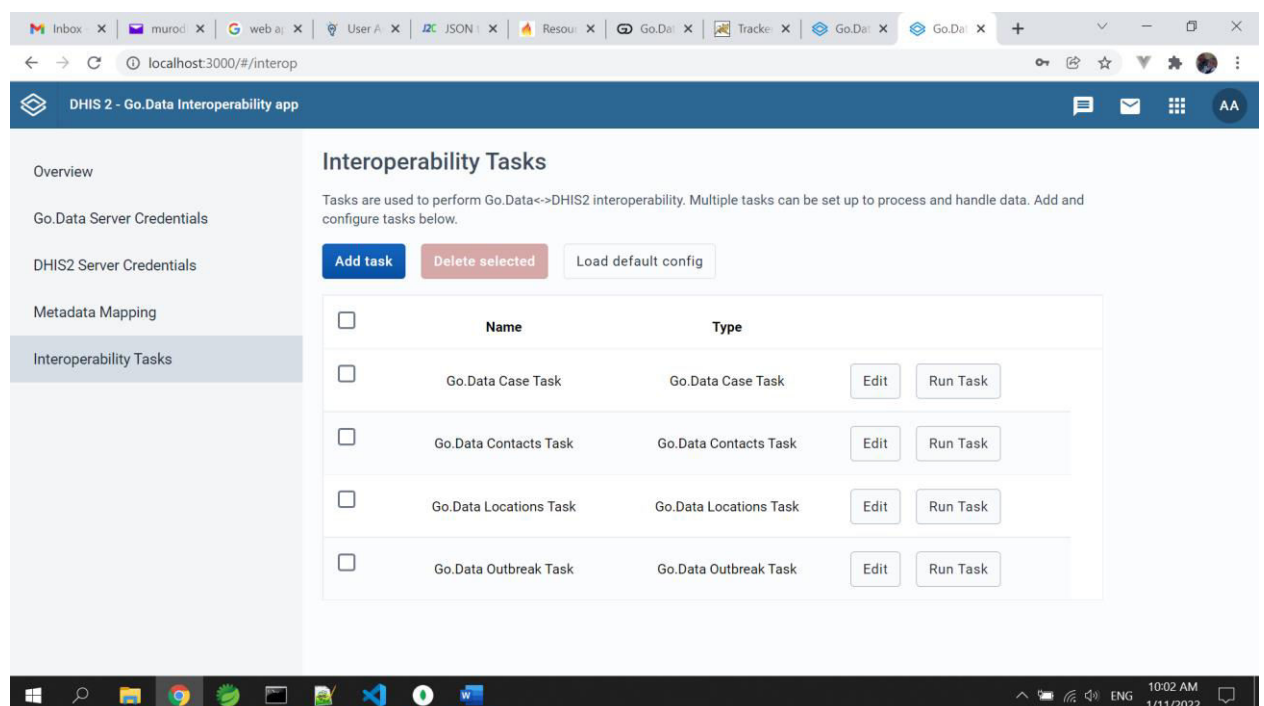 Inbox
murod
web ap
User A
JSON
Resou
Go.Dat
Tracke
Go.Dat
Go.Dat
localhost:3000/#/interop
DHIS 2 - Go.Data Interoperability app
AA
Overview
Go.Data Server Credentials
DHIS2 Server Credentials
Metadata Mapping
Interoperability Tasks
Interoperability Tasks
Tasks are used to perform Go.Data<->DHIS2 interoperability. Multiple tasks can be set up to process and handle data. Add and
configure tasks below.
Add task Delete selected Load default config
Name Type
Go.Data Case Task Go.Data Case Task Edit Run Task
Go.Data Contacts Task Go.Data Contacts Task Edit Run Task
Go.Data Locations Task Go.Data Locations Task Edit Run Task
Go.Data Outbreak Task Go.Data Outbreak Task Edit Run Task
ENG
10:02 AM
1/11/2022